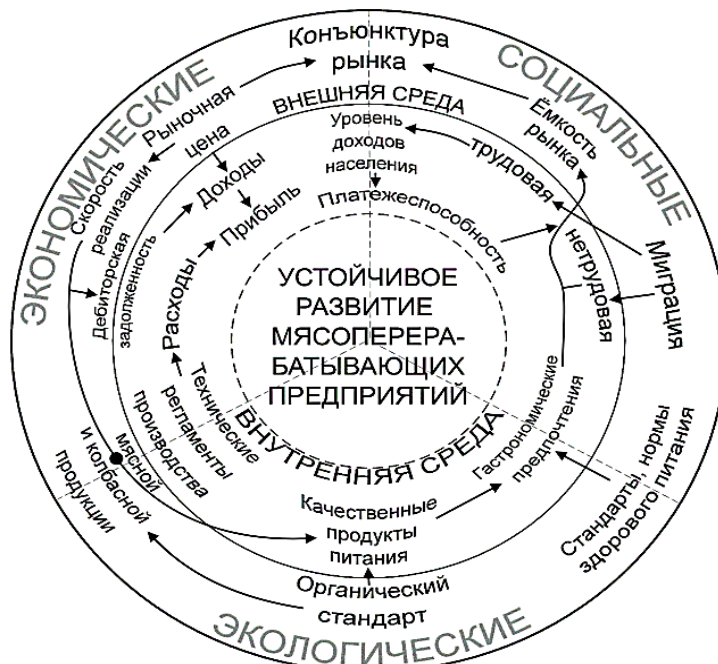 ЭКОНОМИЧЕСКИЕ
СОЦИАЛЬНЫЕ
ЭКОЛОГИЧЕСКИЕ
Конъюнктура
рынка
ВНЕШНЯЯ СРЕДА
Рыночная
цена
Скорость
реализации
Дебиторская
задолженность
Доходы
Прибыль
Расходы
Уровень
доходов
населения
Платежеспособность
Ёмкость
рынка
трудовая
нетрудовая
Миграция
УСТОЙЧИВОЕ
РАЗВИТИЕ
МЯСОПЕРЕРА-
БАТЫВАЮЩИХ
ПРЕДПРИЯТИЙ
ВНУТРЕННЯЯ СРЕДА
Технические
регламенты
производства
мясной
и колбасной
продукции
Качественные
продукты
питания
Гастрономические
предпочтения
Стандарты, нормы
здорового питания
Органический
стандарт